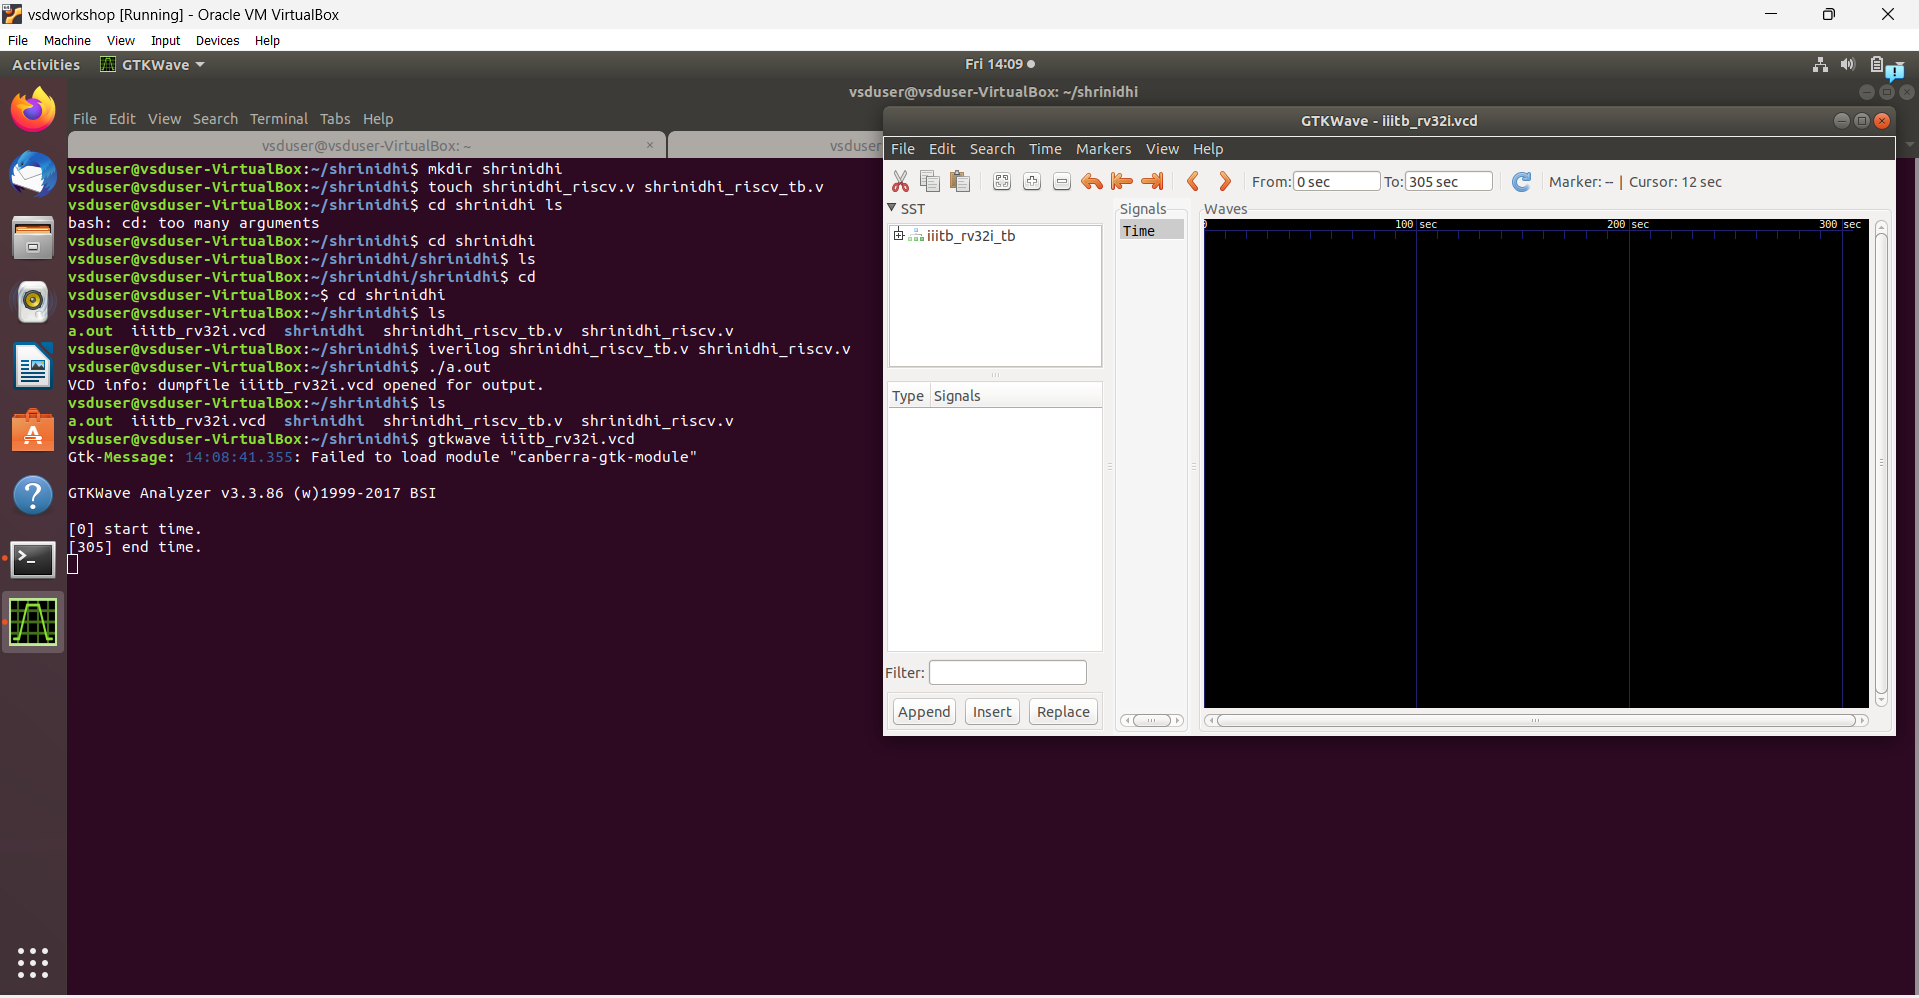 vsdworkshop [Running] - Oracle VM VirtualBox
File Machine View Input Devices Help
Activities GTKWave Fri 14:09
vsduser@vsduser-VirtualBox: ~/shrinidhi
File Edit View Search Terminal Tabs Help
vsduser@vsduser-VirtualBox: ~ × vsduser
vsduser@vsduser-VirtualBox:~/shrinidhi$ mkdir shrinidhi
vsduser@vsduser-VirtualBox:~/shrinidhi$ touch shrinidhi_riscv.v shrinidhi_riscv_tb.v
vsduser@vsduser-VirtualBox:~/shrinidhi$ cd shrinidhi ls
bash: cd: too many arguments
vsduser@vsduser-VirtualBox:~/shrinidhi$ cd shrinidhi
vsduser@vsduser-VirtualBox:~/shrinidhi/shrinidhi$ ls
vsduser@vsduser-VirtualBox:~/shrinidhi/shrinidhi$ cd
vsduser@vsduser-VirtualBox:~$ cd shrinidhi
vsduser@vsduser-VirtualBox:~/shrinidhi$ ls
a.out iiitb_rv32i.vcd shrinidhi shrinidhi_riscv_tb.v shrinidhi_riscv.v
vsduser@vsduser-VirtualBox:~/shrinidhi$ iverilog shrinidhi_riscv_tb.v shrinidhi_riscv.v
vsduser@vsduser-VirtualBox:~/shrinidhi$ ./a.out
VCD info: dumpfile iiitb_rv32i.vcd opened for output.
vsduser@vsduser-VirtualBox:~/shrinidhi$ ls
a.out iiitb_rv32i.vcd shrinidhi shrinidhi_riscv_tb.v shrinidhi_riscv.v
vsduser@vsduser-VirtualBox:~/shrinidhi$ gtkwave iiitb_rv32i.vcd
Gtk-Message: 14:08:41.355: Failed to load module "canberra-gtk-module"
GTKWave Analyzer v3.3.86 (w)1999-2017 BSI
[0] start time.
[305] end time.
GTKWave - iiitb_rv32i.vcd
File Edit Search Time Markers View Help
From: 0 sec To: 305 sec Marker: -- | Cursor: 12 sec
SST
iiitb_rv32i_tb
Type Signals
Filter:
Append Insert Replace
Signals
Time
Waves
0 100 sec 200 sec 300 sec